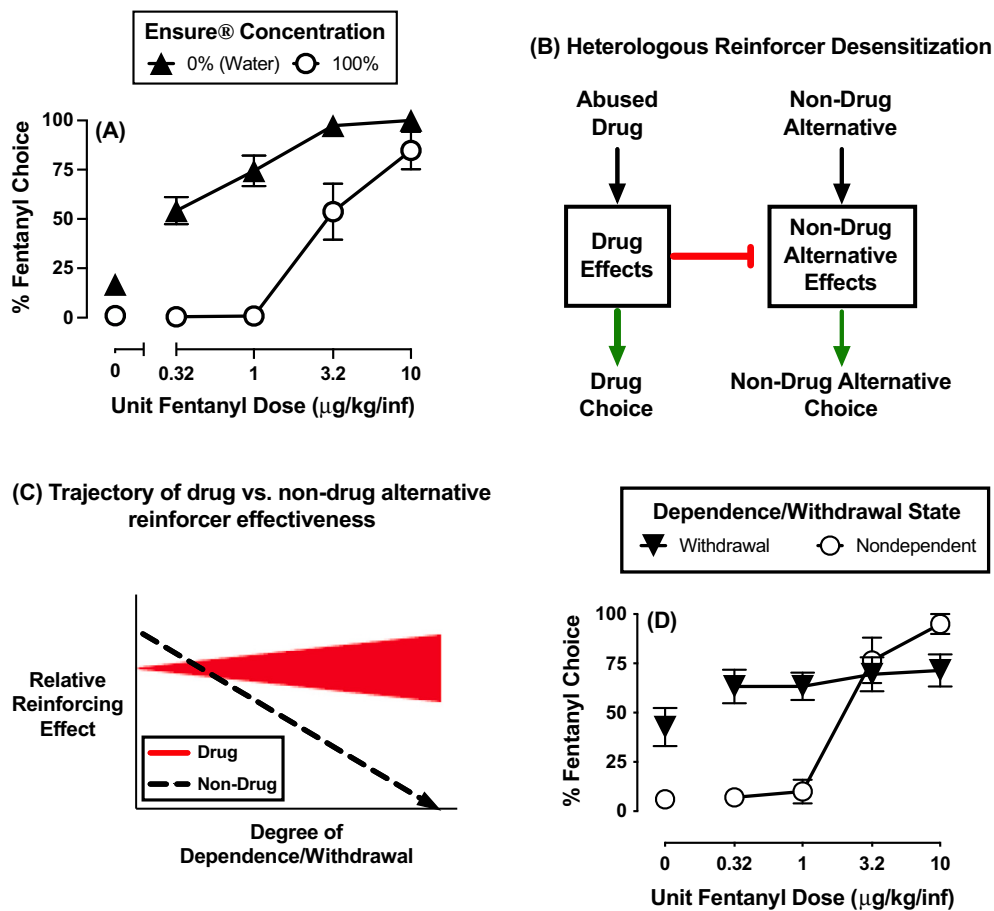 Ensure® Concentration
0% (Water) 100%
(A)
% Fentanyl Choice
100
75
50
25
0
0 0.32 1 3.2 10
Unit Fentanyl Dose (μg/kg/inf)
(B) Heterologous Reinforcer Desensitization
Abused
Drug
Non-Drug
Alternative
Drug
Effects
Non-Drug
Alternative
Effects
Drug
Choice
Non-Drug Alternative
Choice
(C) Trajectory of drug vs. non-drug alternative
reinforcer effectiveness
Relative
Reinforcing
Effect
Drug
Non-Drug
Degree of
Dependence/Withdrawal
Dependence/Withdrawal State
Withdrawal Nondependent
(D)
% Fentanyl Choice
100
75
50
25
0
0 0.32 1 3.2 10
Unit Fentanyl Dose (μg/kg/inf)